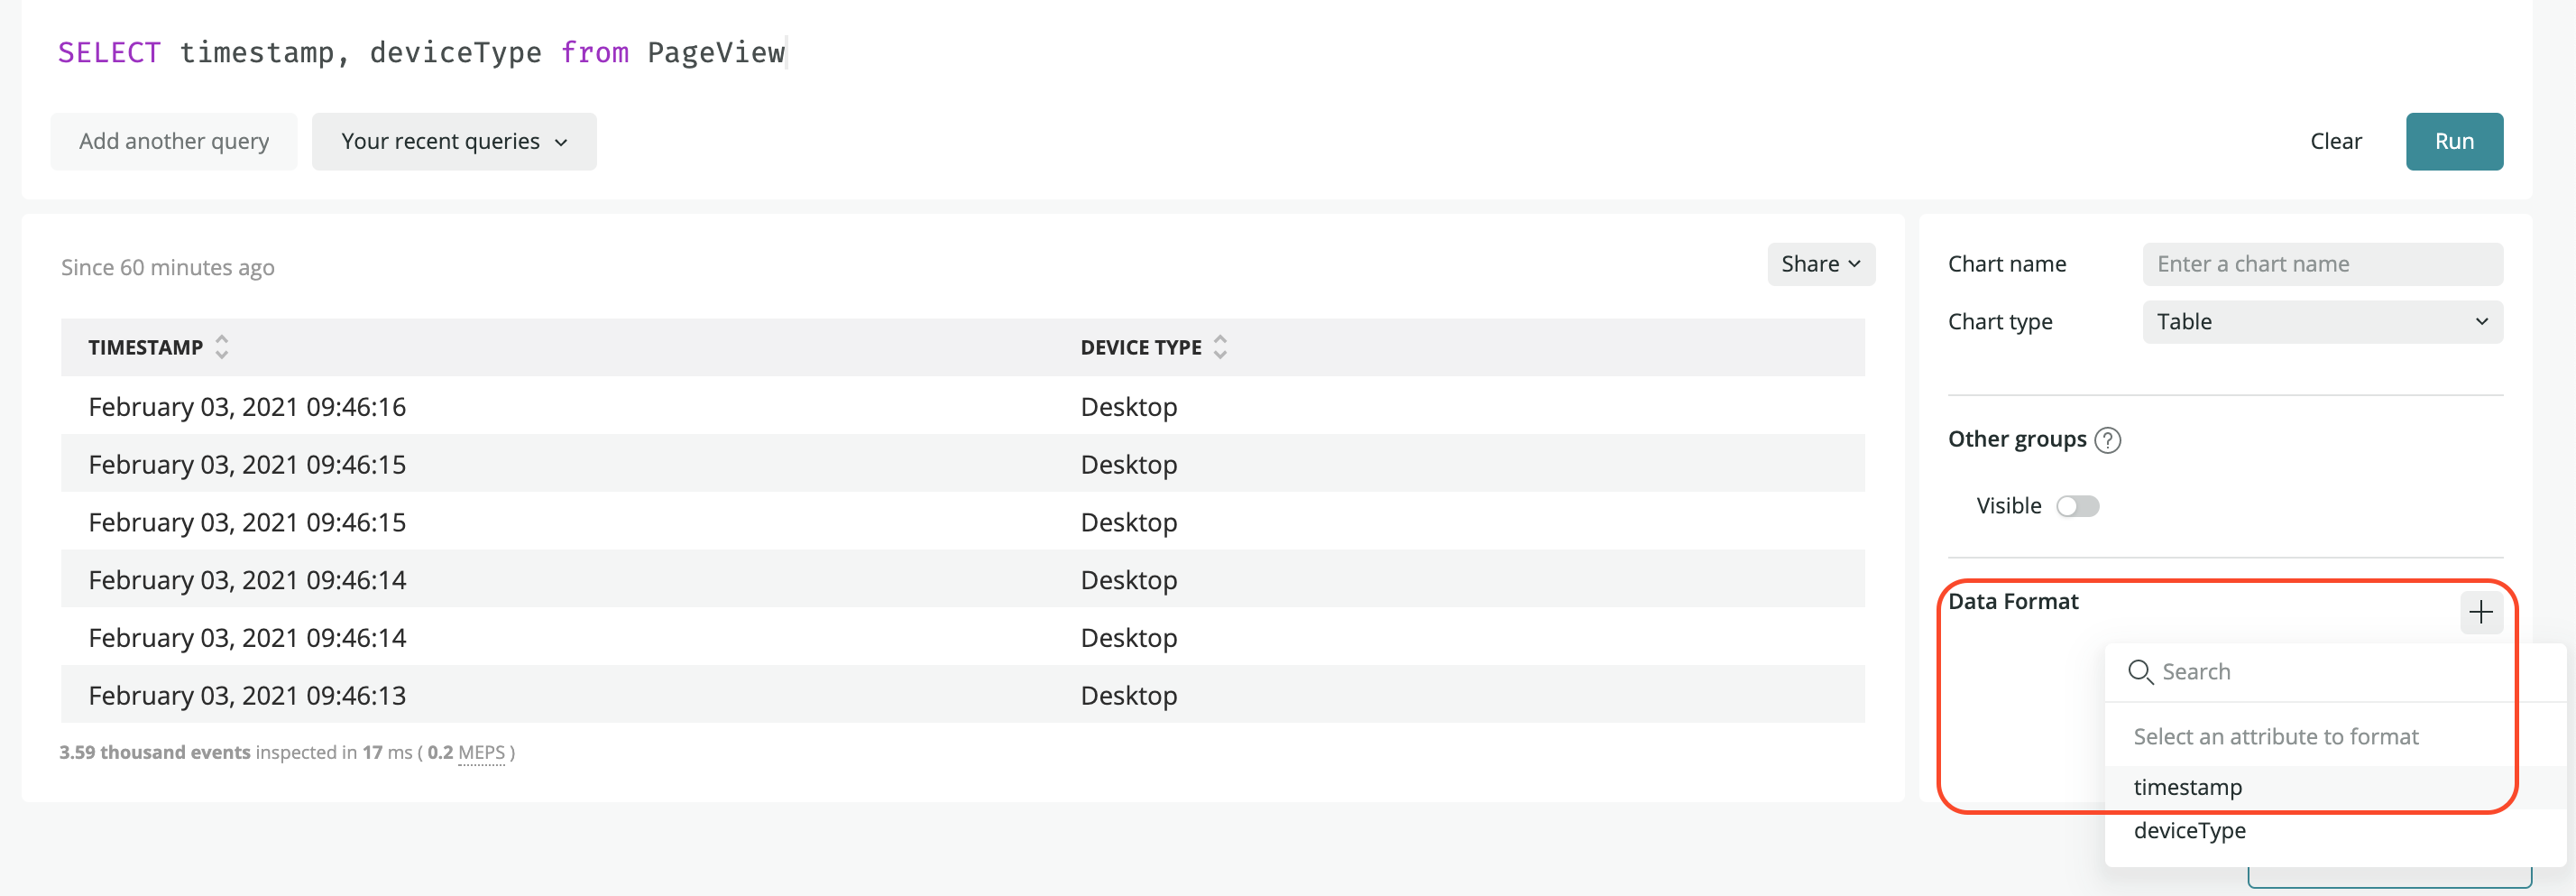 SELECT timestamp, deviceType from PageView
Add another query
Your recent queries
Clear
Run
Since 60 minutes ago
Share
TIMESTAMP DEVICE TYPE
February 03, 2021 09:46:16 Desktop
February 03, 2021 09:46:15 Desktop
February 03, 2021 09:46:15 Desktop
February 03, 2021 09:46:14 Desktop
February 03, 2021 09:46:14 Desktop
February 03, 2021 09:46:13 Desktop
3.59 thousand events inspected in 17 ms ( 0.2 MEPS )
Chart name Enter a chart name
Chart type Table
Other groups ?
Visible
Data Format +
Search
Select an attribute to format
timestamp
deviceType